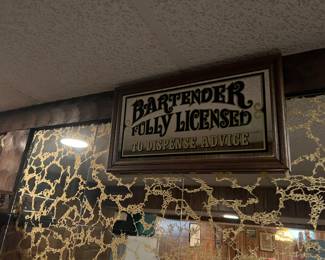 BARTENDER
FULLY LICENSED
TO DISPENSE ADVICE